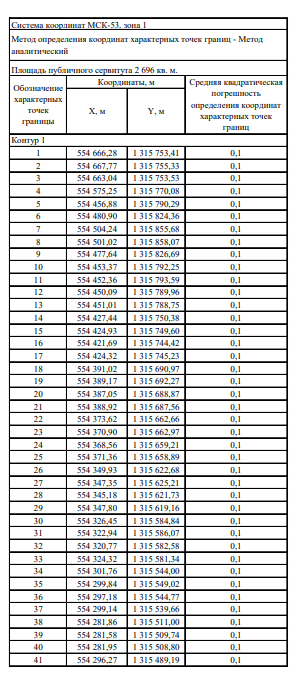 Система координат МСК-53, зона 1
Метод определения координат характерных точек границ - Метод
аналитический
Площадь публичного сервитута 2 696 кв. м.
Обозначение характерных точек границы Координаты, м Средняя квадратическая погрешность определения координат характерных точек границ
X, м Y, м
Контур 1
1 554 666,28 1 315 753,41 0,1
2 554 667,77 1 315 755,33 0,1
3 554 663,04 1 315 753,53 0,1
4 554 575,25 1 315 770,08 0,1
5 554 456,88 1 315 790,29 0,1
6 554 480,90 1 315 824,36 0,1
7 554 504,24 1 315 855,68 0,1
8 554 501,02 1 315 858,07 0,1
9 554 477,64 1 315 826,69 0,1
10 554 453,37 1 315 792,25 0,1
11 554 452,36 1 315 793,59 0,1
12 554 450,09 1 315 789,96 0,1
13 554 451,01 1 315 788,75 0,1
14 554 427,44 1 315 750,38 0,1
15 554 424,93 1 315 749,60 0,1
16 554 421,69 1 315 744,42 0,1
17 554 424,32 1 315 745,23 0,1
18 554 391,02 1 315 690,97 0,1
19 554 389,17 1 315 692,27 0,1
20 554 387,05 1 315 688,87 0,1
21 554 388,92 1 315 687,56 0,1
22 554 373,62 1 315 662,66 0,1
23 554 370,90 1 315 662,97 0,1
24 554 368,56 1 315 659,21 0,1
25 554 371,36 1 315 658,89 0,1
26 554 349,93 1 315 622,68 0,1
27 554 347,35 1 315 625,21 0,1
28 554 345,18 1 315 621,73 0,1
29 554 347,80 1 315 619,16 0,1
30 554 326,45 1 315 584,84 0,1
31 554 322,94 1 315 586,07 0,1
32 554 320,77 1 315 582,58 0,1
33 554 324,32 1 315 581,34 0,1
34 554 301,76 1 315 544,00 0,1
35 554 299,84 1 315 549,02 0,1
36 554 297,18 1 315 544,77 0,1
37 554 299,14 1 315 539,66 0,1
38 554 281,86 1 315 511,00 0,1
39 554 281,58 1 315 509,74 0,1
40 554 281,95 1 315 508,80 0,1
41 554 296,27 1 315 489,19 0,1